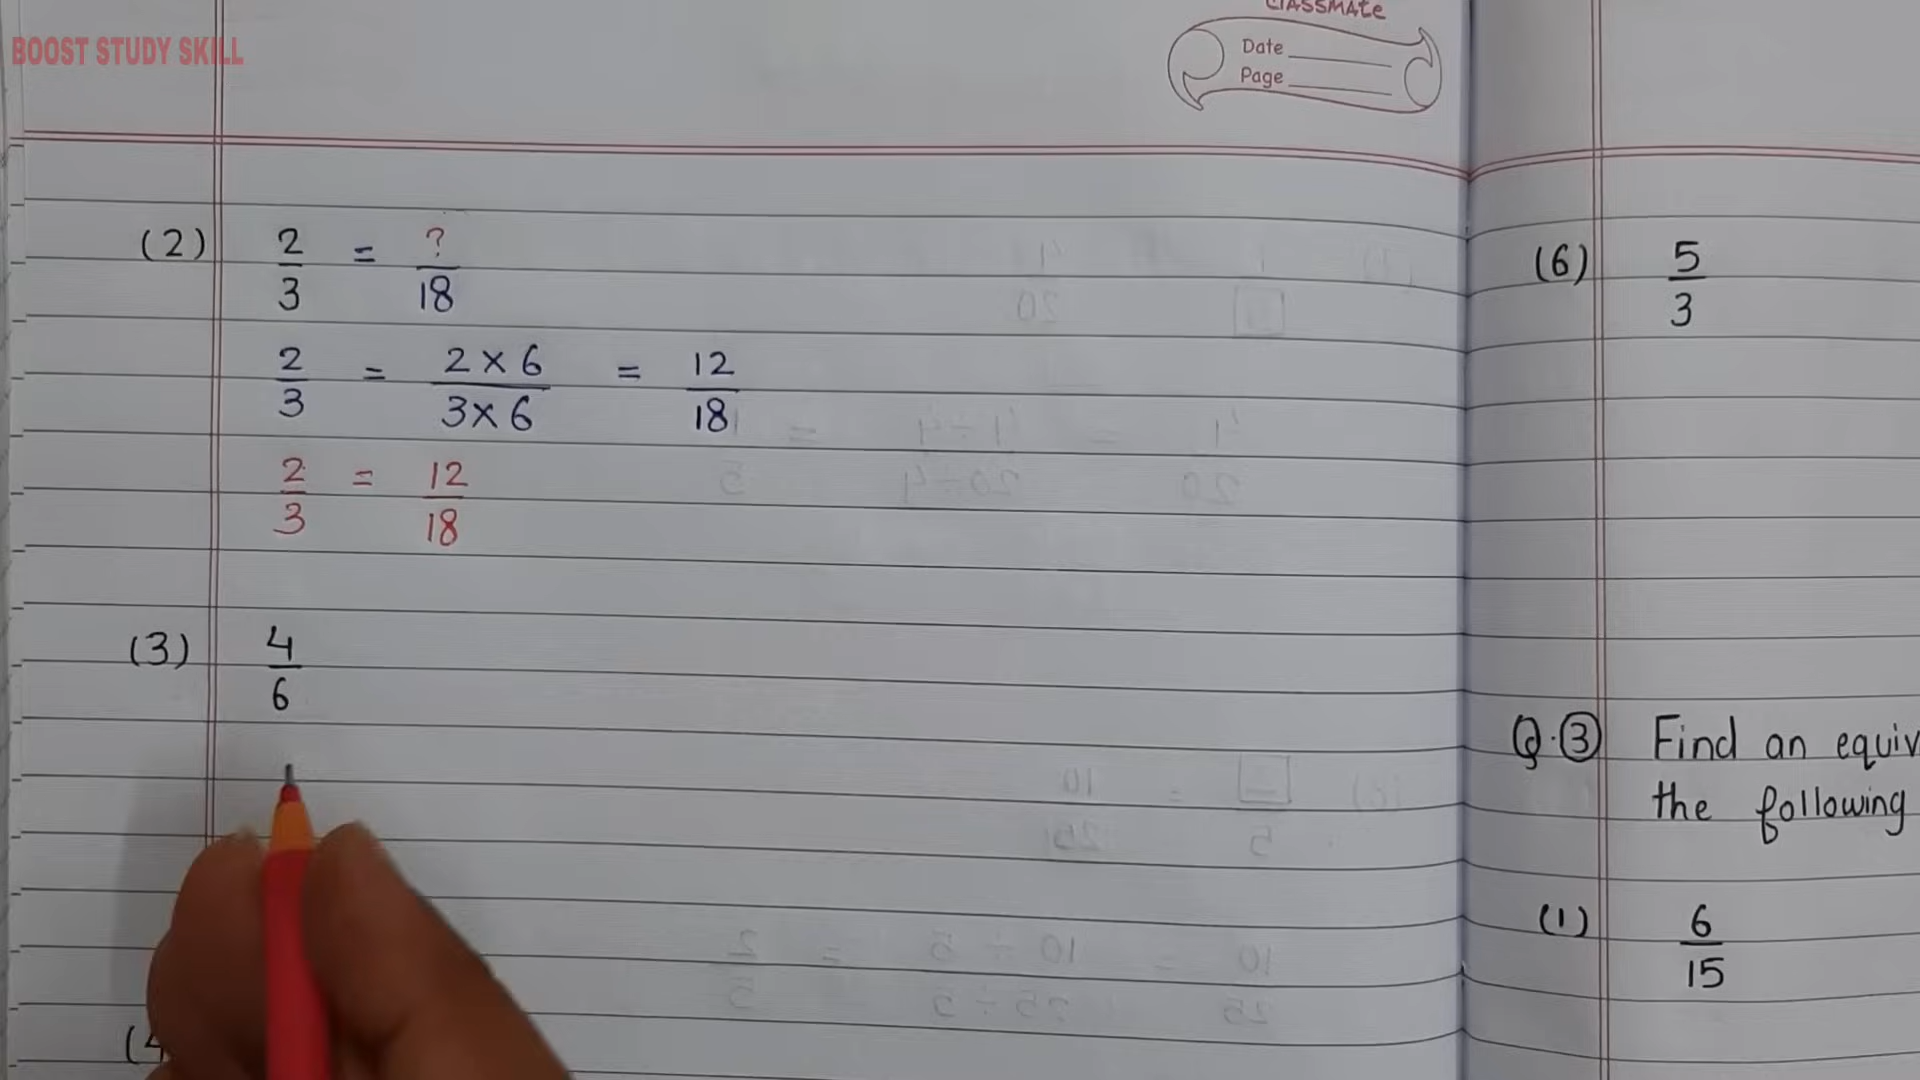 BOOST STUDY SKILL
CLASSMATE
Date
Page
(2) 2/3 = ?/18
2/3 = 2 × 6/3 × 6 = 12/18
2/3 = 12/18
(3) 4/6
(4
(6) 5/3
Q.③ Find an equiv
the following
(1) 6/15